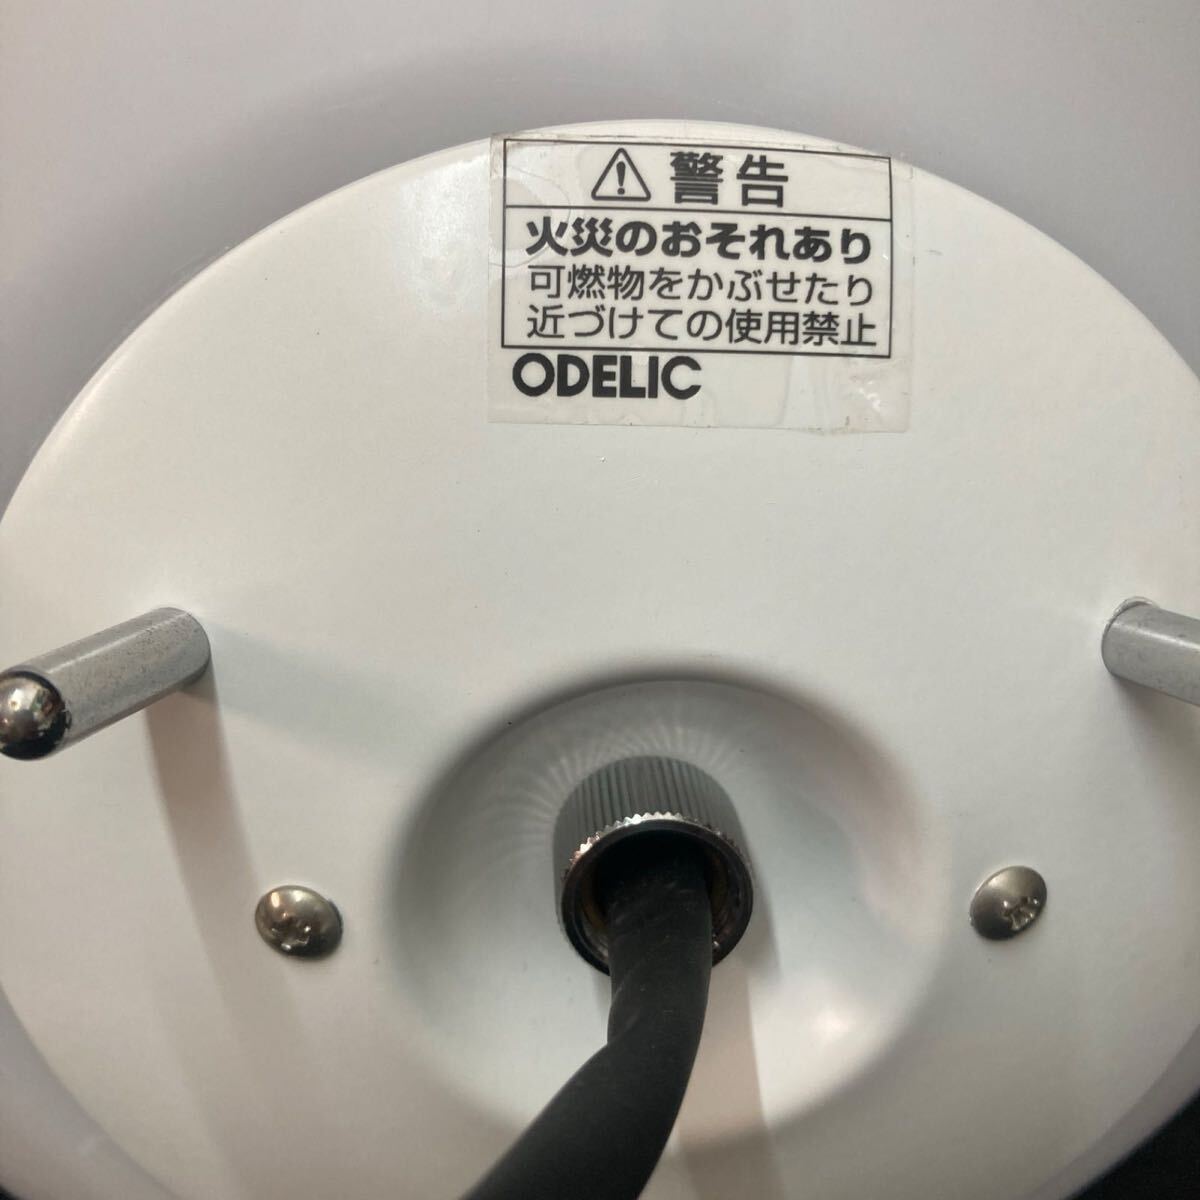 警告
火災のおそれあり
可燃物をかぶせたり
近づけての使用禁止
ODELIC